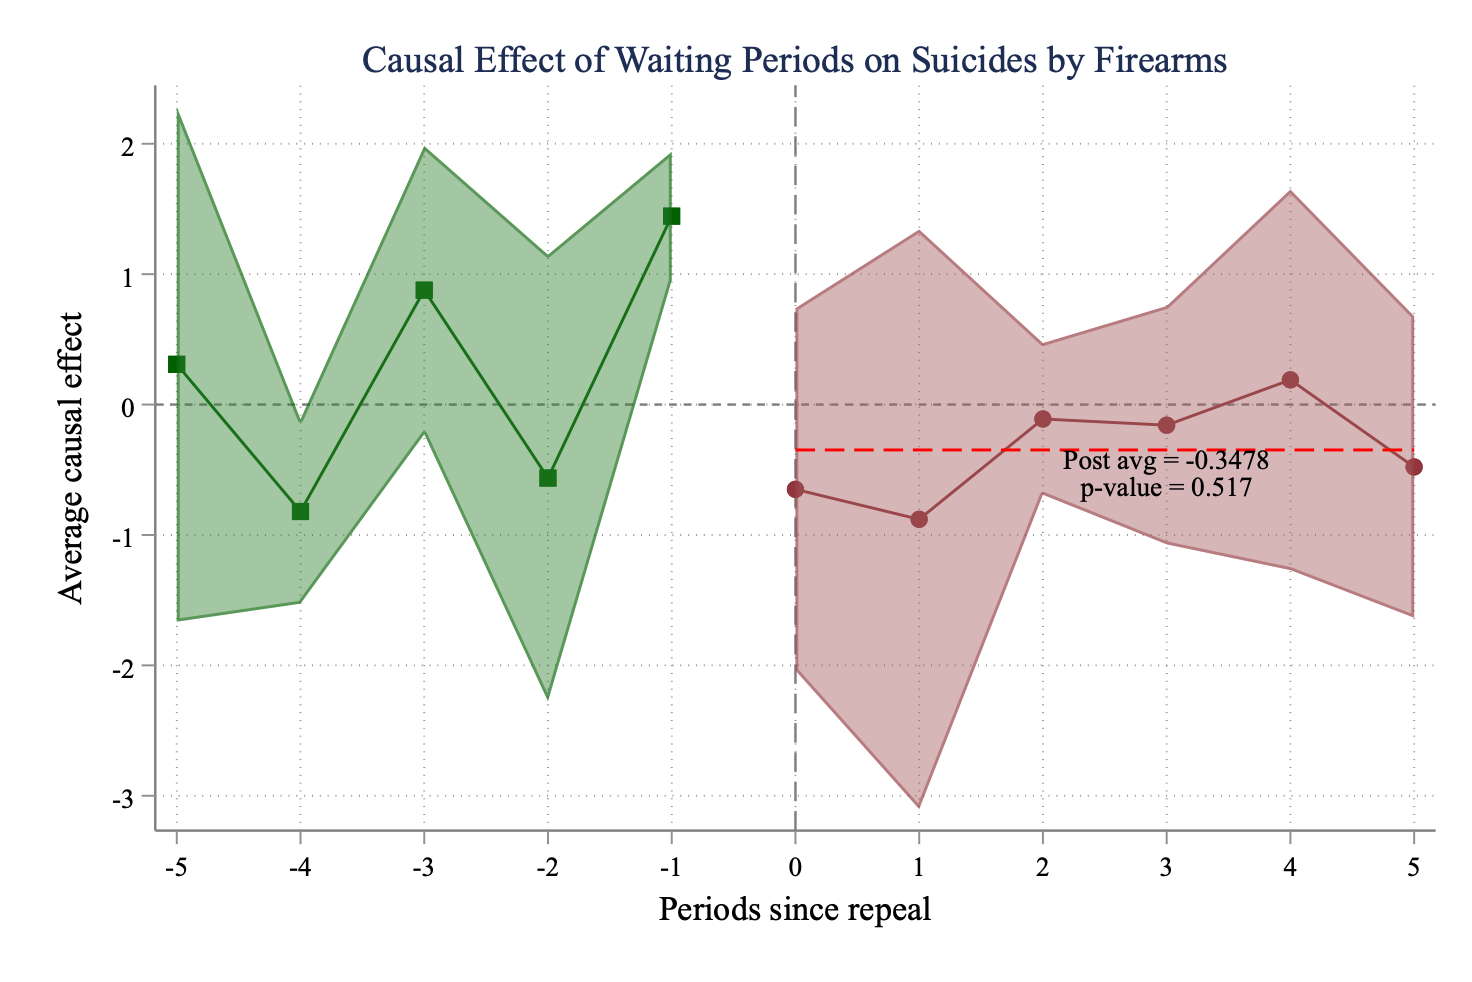 Causal Effect of Waiting Periods on Suicides by Firearms
Average causal effect
2
1
0
-1
-2
-3
Post avg = -0.3478
p-value = 0.517
-5 -4 -3 -2 -1 0 1 2 3 4 5
Periods since repeal